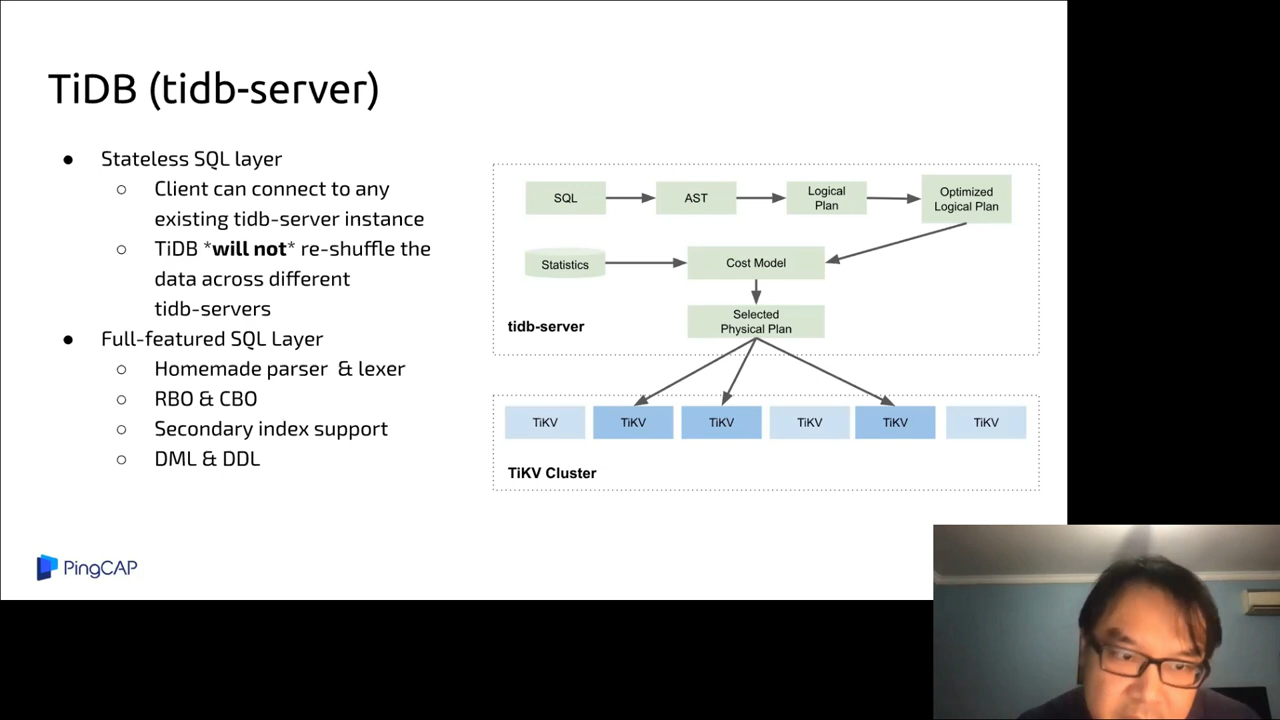 TiDB (tidb-server)
● Stateless SQL layer
○ Client can connect to any
existing tidb-server instance
○ TiDB *will not* re-shuffle the
data across different
tidb-servers
● Full-featured SQL Layer
○ Homemade parser & lexer
○ RBO & CBO
○ Secondary index support
○ DML & DDL
SQL
AST
Logical
Plan
Optimized
Logical Plan
Statistics
Cost Model
Selected
Physical Plan
tidb-server
TiKV
TiKV
TiKV
TiKV
TiKV
TiKV
TiKV Cluster
PingCAP